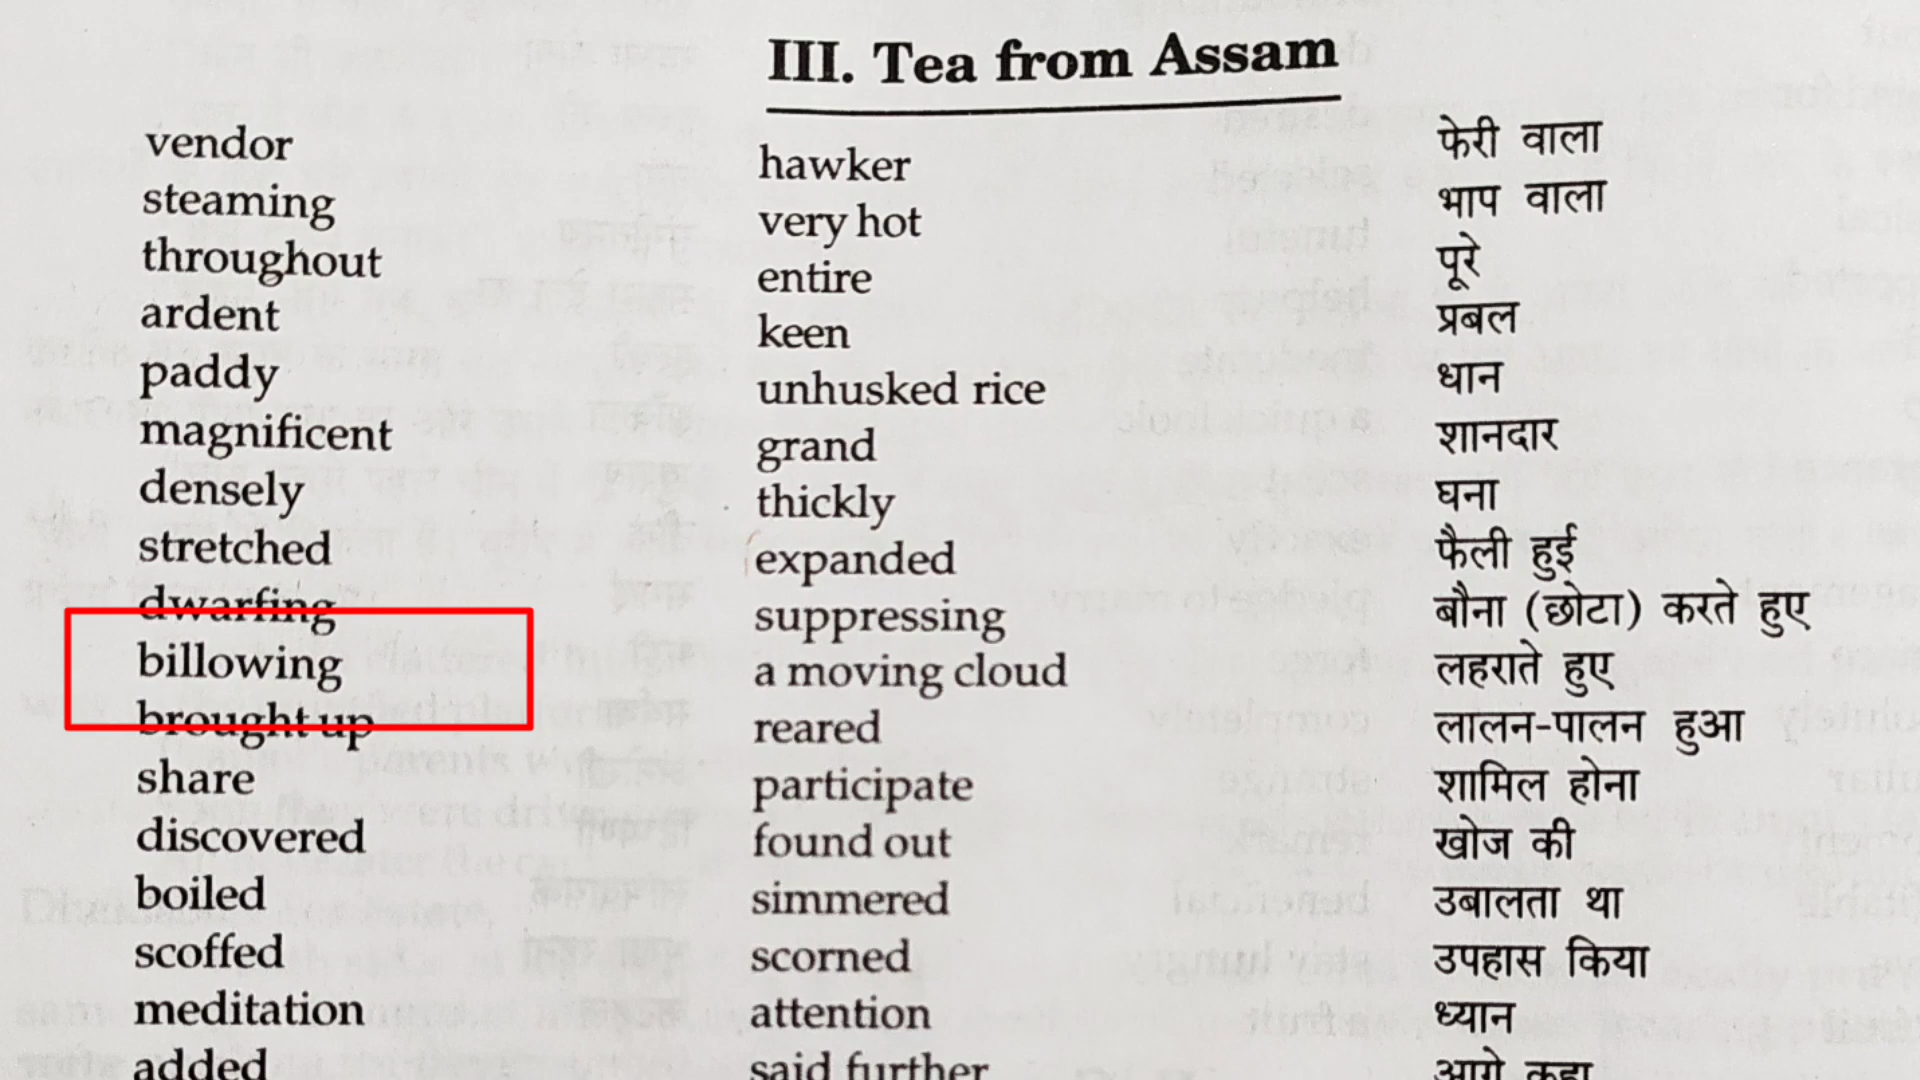 III. Tea from Assam
vendor hawker फेरी वाला
steaming very hot भाप वाला
throughout entire पूरे
ardent keen प्रबल
paddy unhusked rice धान
magnificent grand शानदार
densely thickly घना
stretched expanded फैली हुई
dwarfing suppressing बौना (छोटा) करते हुए
billowing a moving cloud लहराते हुए
brought up reared लालन-पालन हुआ
share participate शामिल होना
discovered found out खोज की
boiled simmered उबालता था
scoffed scorned उपहास किया
meditation attention ध्यान
added said further आगे कहा